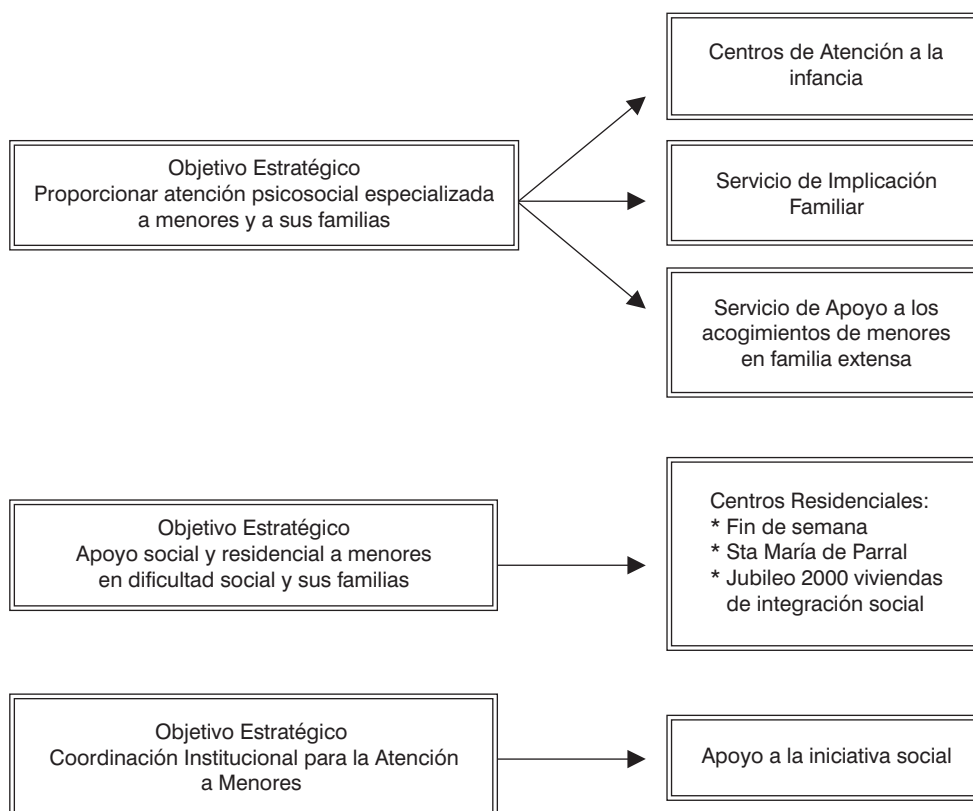 Objetivo Estratégico
Proporcionar atención psicosocial especializada
a menores y a sus familias
Centros de Atención a la
infancia
Servicio de Implicación
Familiar
Servicio de Apoyo a los
acogimientos de menores
en familia extensa
Objetivo Estratégico
Apoyo social y residencial a menores
en dificultad social y sus familias
Centros Residenciales:
* Fin de semana
* Sta María de Parral
* Jubileo 2000 viviendas
de integración social
Objetivo Estratégico
Coordinación Institucional para la Atención
a Menores
Apoyo a la iniciativa social